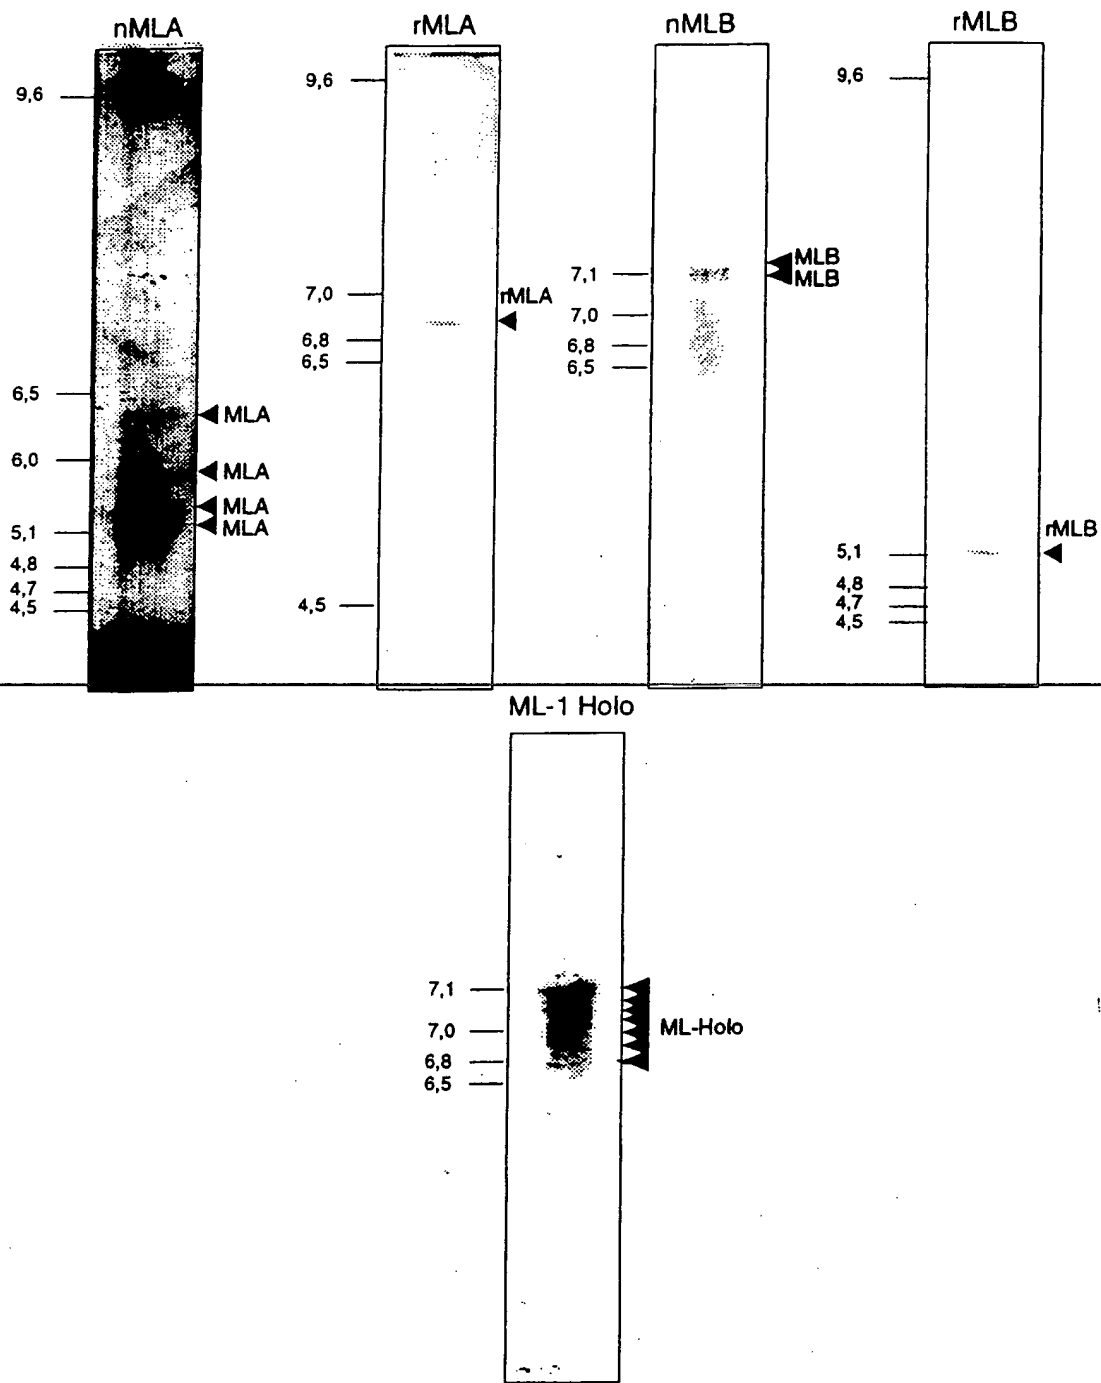 nMLA
9,6
6,5
6,0
5,1
4,8
4,7
4,5
MLA
MLA
MLA
MLA
rMLA
9,6
7,0
6,8
6,5
4,5
rMLA
nMLB
7,1
7,0
6,8
6,5
MLB
MLB
rMLB
9,6
5,1
4,8
4,7
4,5
rMLB
ML-1 Holo
7,1
7,0
6,8
6,5
ML-Holo